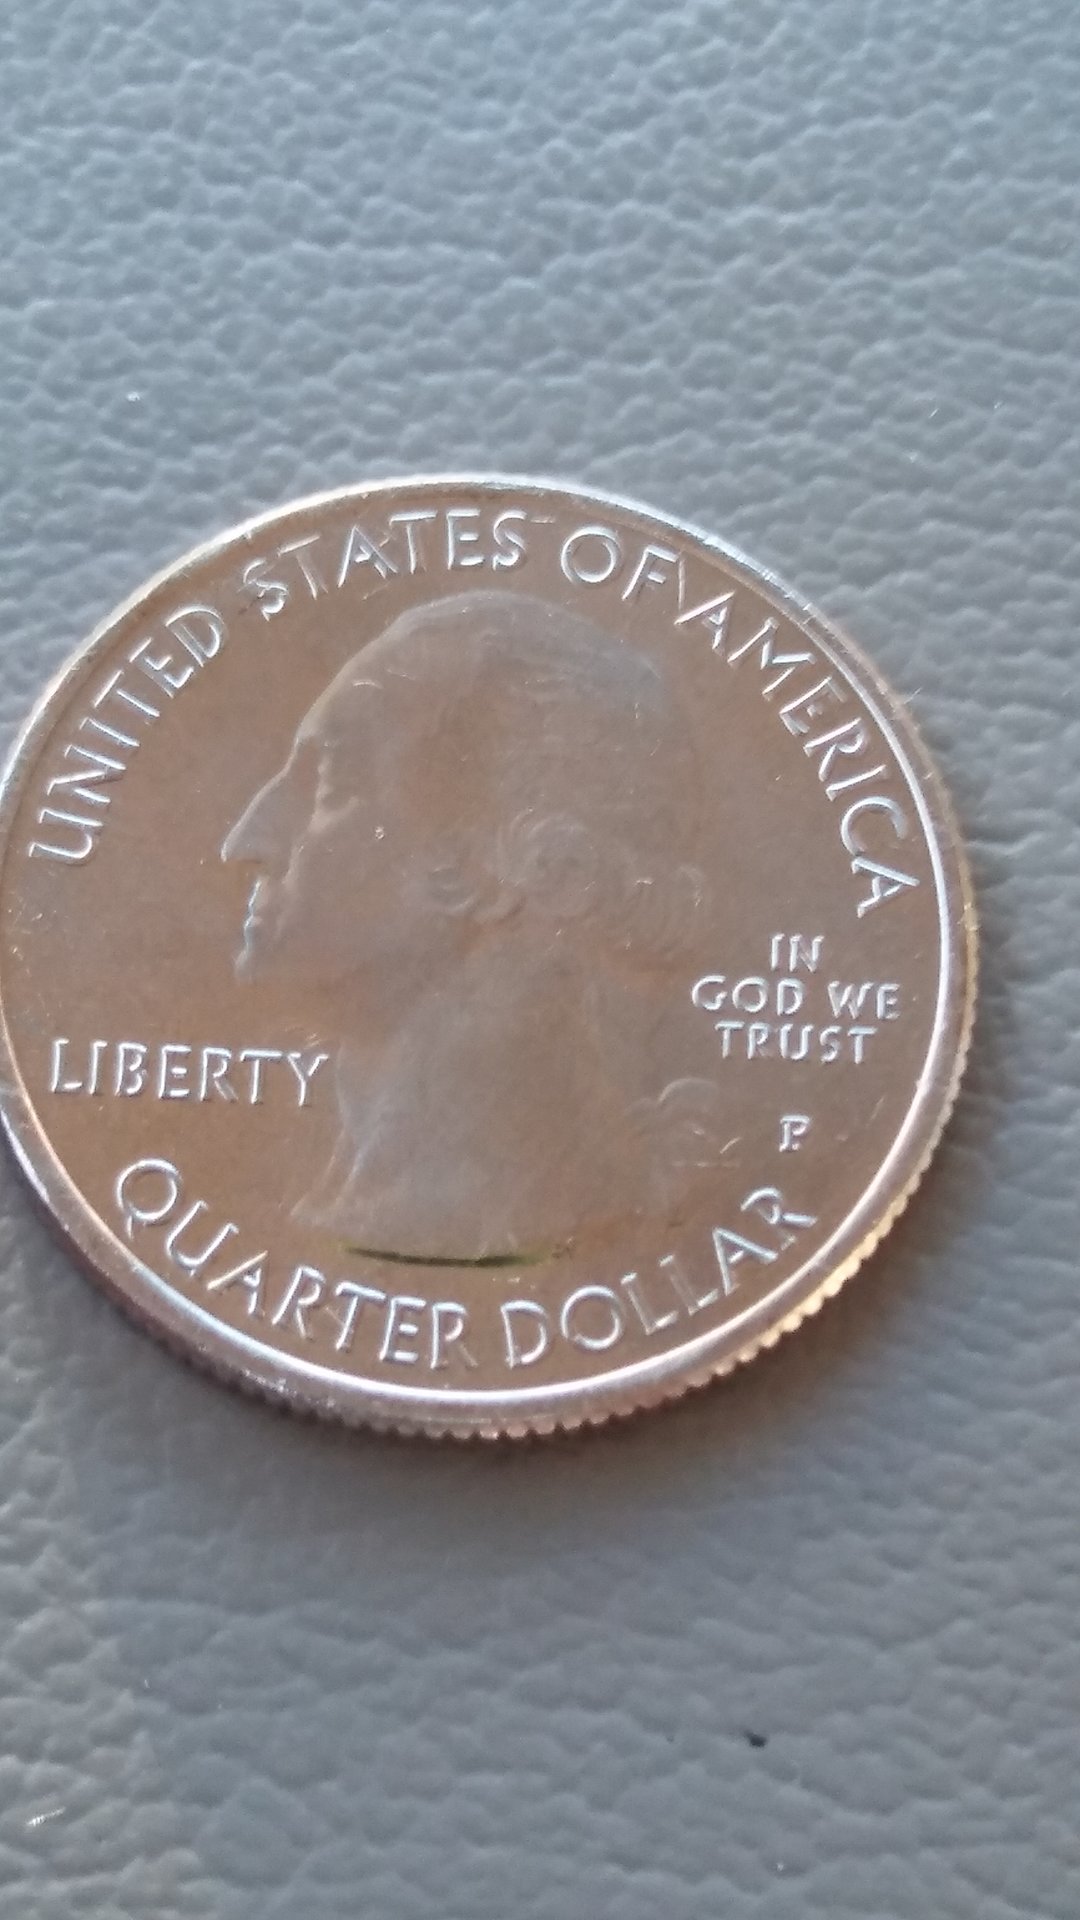 UNITED STATES OF AMERICA
IN
GOD WE
TRUST
LIBERTY
P
QUARTER DOLLAR